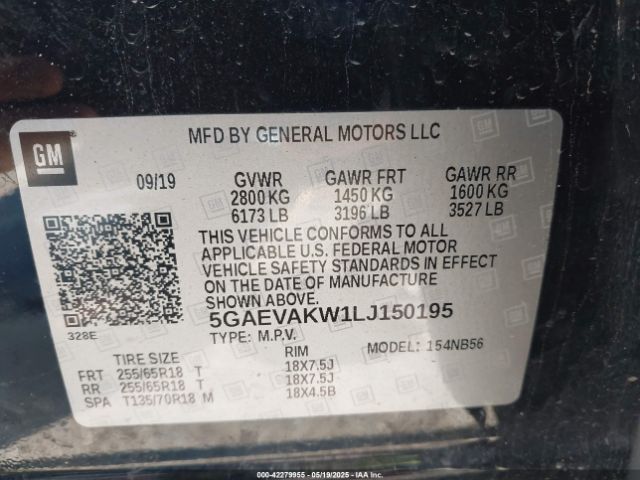 GM
MFD BY GENERAL MOTORS LLC
09/19 GVWR GAWR FRT GAWR RR
2800 KG 1450 KG 1600 KG
6173 LB 3196 LB 3527 LB
THIS VEHICLE CONFORMS TO ALL
APPLICABLE U.S. FEDERAL MOTOR
VEHICLE SAFETY STANDARDS IN EFFECT
ON THE DATE OF MANUFACTURE
SHOWN ABOVE.
328E
5GAEVAKW1LJ150195
TYPE: M.P.V. MODEL: 154NB56
TIRE SIZE RIM
FRT 255/65R18 T 18X7.5J
RR 255/65R18 T 18X7.5J
SPA T135/70R18 M 18X4.5B
000-42279955 - 05/19/2025 - IAA Inc.